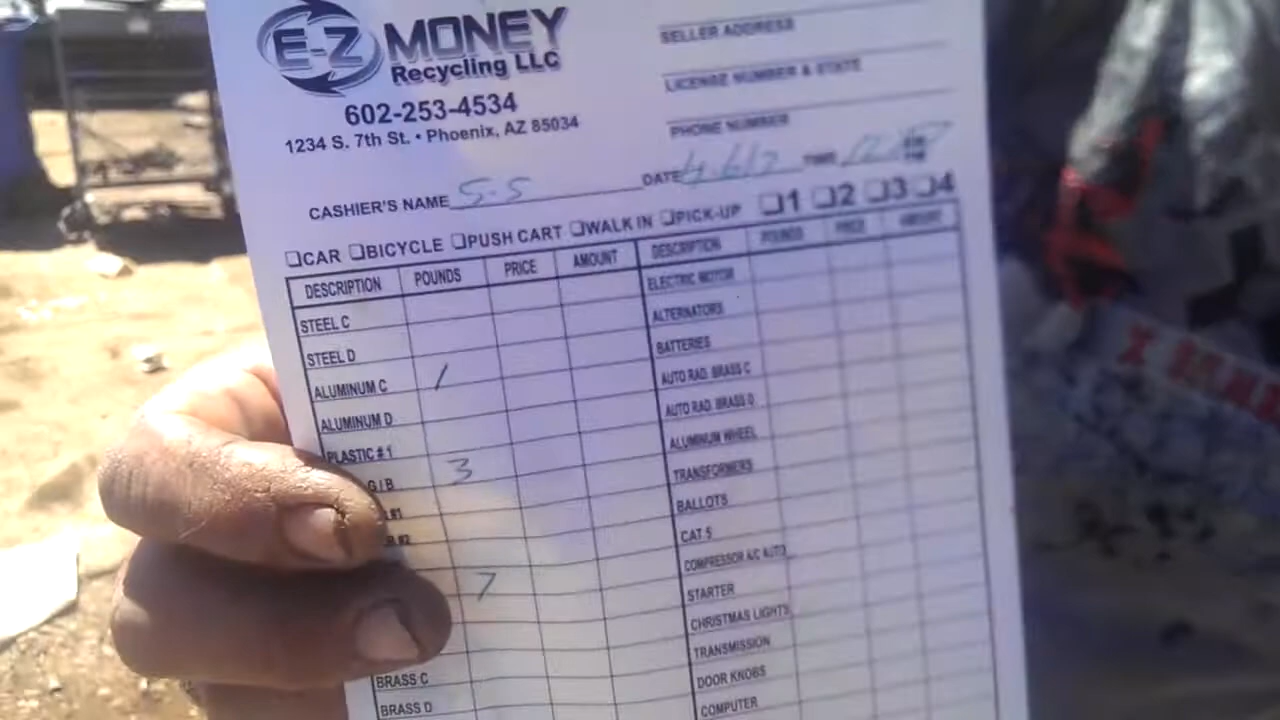 E-Z MONEY
Recycling LLC
602-253-4534
1234 S. 7th St. • Phoenix, AZ 85034
SELLER ADDRESS
LICENSE NUMBER & STATE
PHONE NUMBER
CASHIER'S NAME S-S DATE TIME
❑CAR ❑BICYCLE ❑PUSH CART ❑WALK IN ❑PICK-UP ❑1 ❑2 ❑3 ❑4
DESCRIPTION POUNDS PRICE AMOUNT
STEEL C
STEEL D
ALUMINUM C 1
ALUMINUM D
PLASTIC # 1
G / B 3
#1
#2
7
BRASS C
BRASS D
DESCRIPTION POUNDS PRICE AMOUNT
ELECTRIC MOTOR
ALTERNATORS
BATTERIES
AUTO RAD. BRASS C
AUTO RAD. BRASS D
ALUMINUM WHEEL
TRANSFORMERS
BALLOTS
CAT 5
COMPRESSOR A/C AUTO
STARTER
CHRISTMAS LIGHTS
TRANSMISSION
DOOR KNOBS
COMPUTER